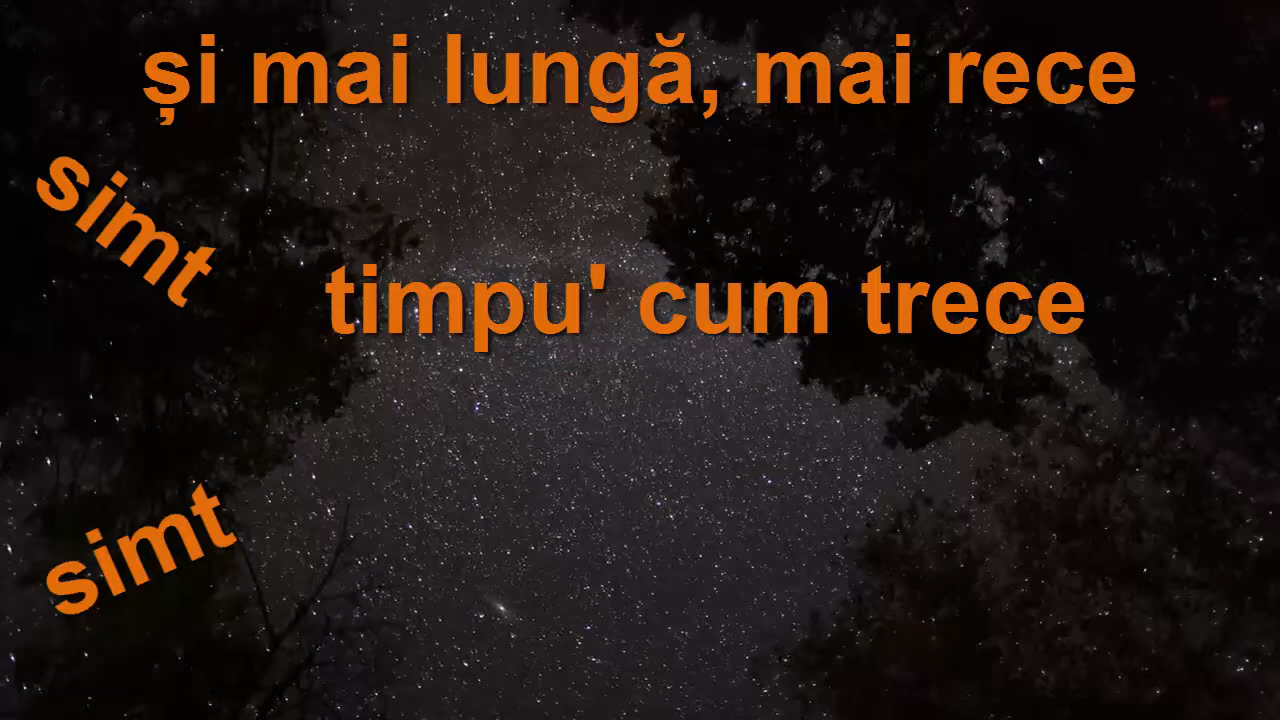 și mai lungă, mai rece
simt
timpu' cum trece
simt